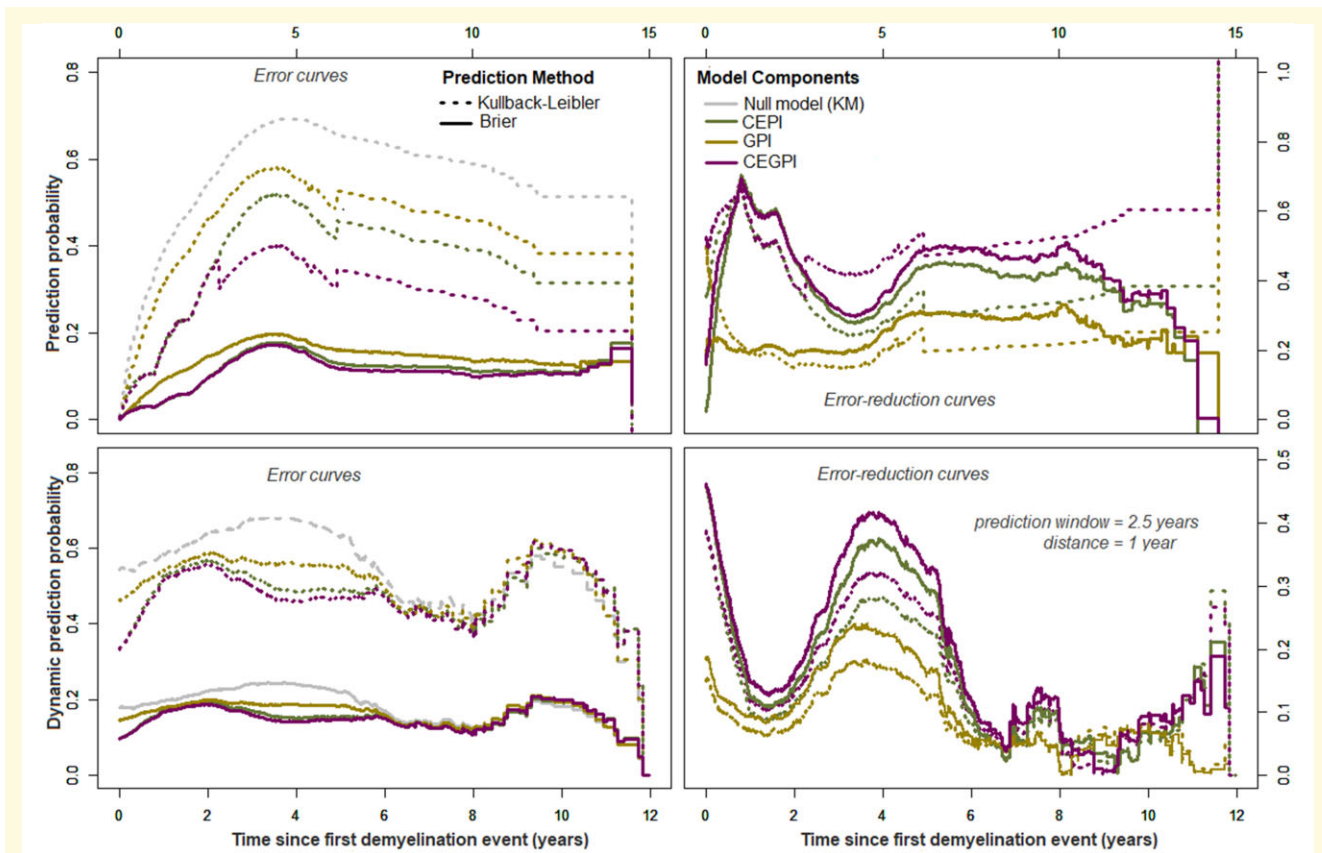 0 5 10 15
0 5 10 15
Error curves
Prediction Method
Kullback-Leibler
Brier
Model Components
Null model (KM)
CEPI
GPI
CEGPI
Prediction probability
0.8
0.6
0.4
0.2
0.0
1.0
0.8
0.6
0.4
0.2
0.0
Error-reduction curves
Error curves
Error-reduction curves
prediction window = 2.5 years
distance = 1 year
Dynamic prediction probability
0.8
0.6
0.4
0.2
0.0
0.5
0.4
0.3
0.2
0.1
0.0
0 2 4 6 8 10 12
0 2 4 6 8 10 12
Time since first demyelination event (years)
Time since first demyelination event (years)